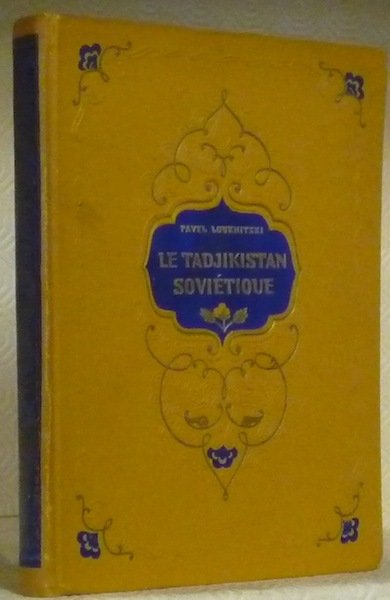 PAVEL LOUKNITSKI
LE TADJIKISTAN
SOVIÉTIQUE